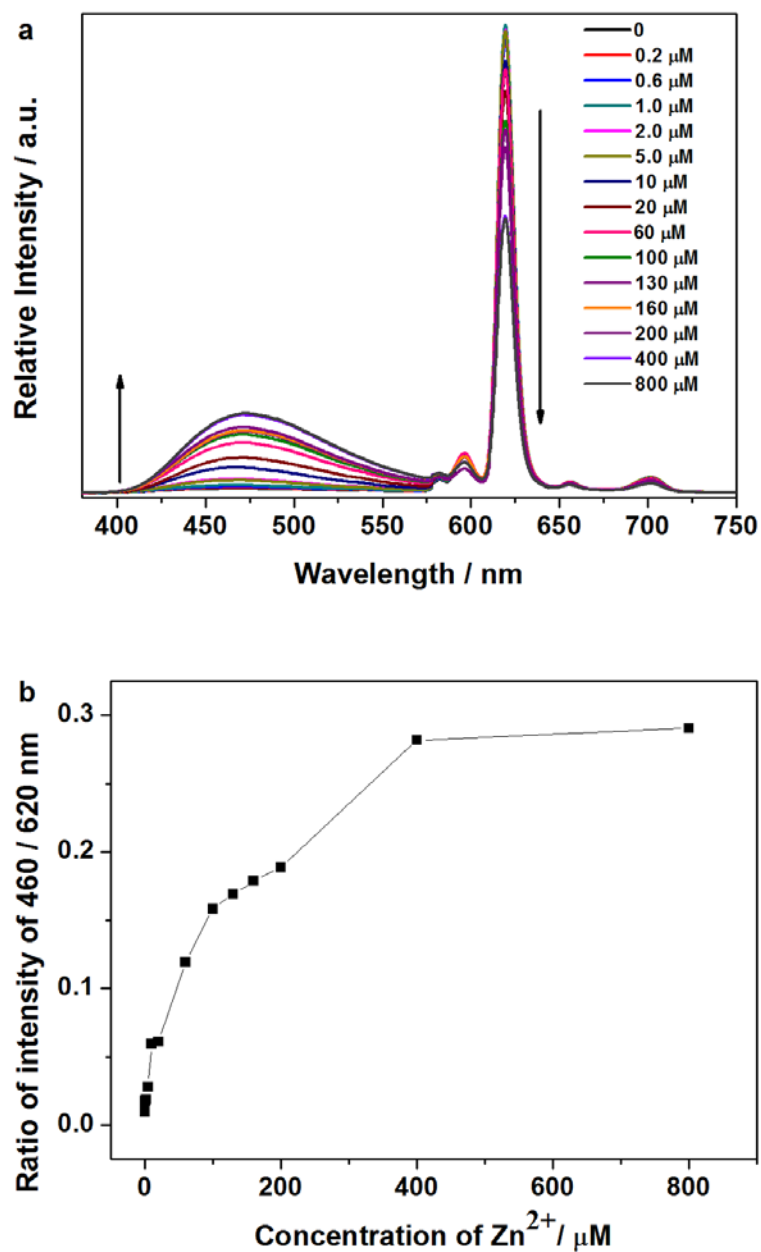 a
Relative Intensity / a.u.
0
0.2 μM
0.6 μM
1.0 μM
2.0 μM
5.0 μM
10 μM
20 μM
60 μM
100 μM
130 μM
160 μM
200 μM
400 μM
800 μM
400 450 500 550 600 650 700 750
Wavelength / nm
b
Ratio of intensity of 460 / 620 nm
0.3
0.2
0.1
0.0
0 200 400 600 800
Concentration of Zn²⁺/ μM